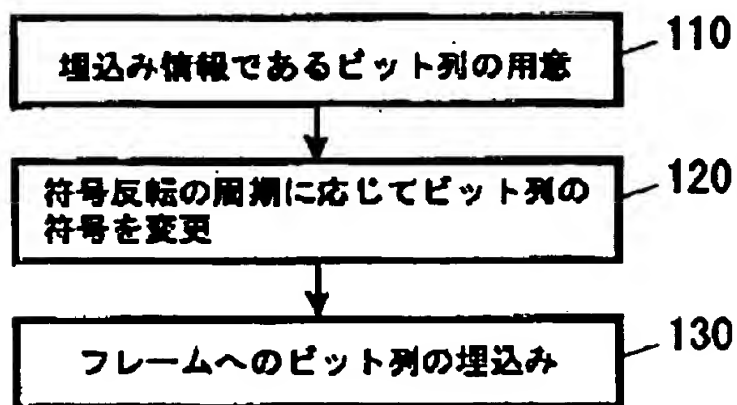 埋込み情報であるビット列の用意
110
符号反転の周期に応じてビット列の
符号を変更
120
フレームへのビット列の埋込み
130